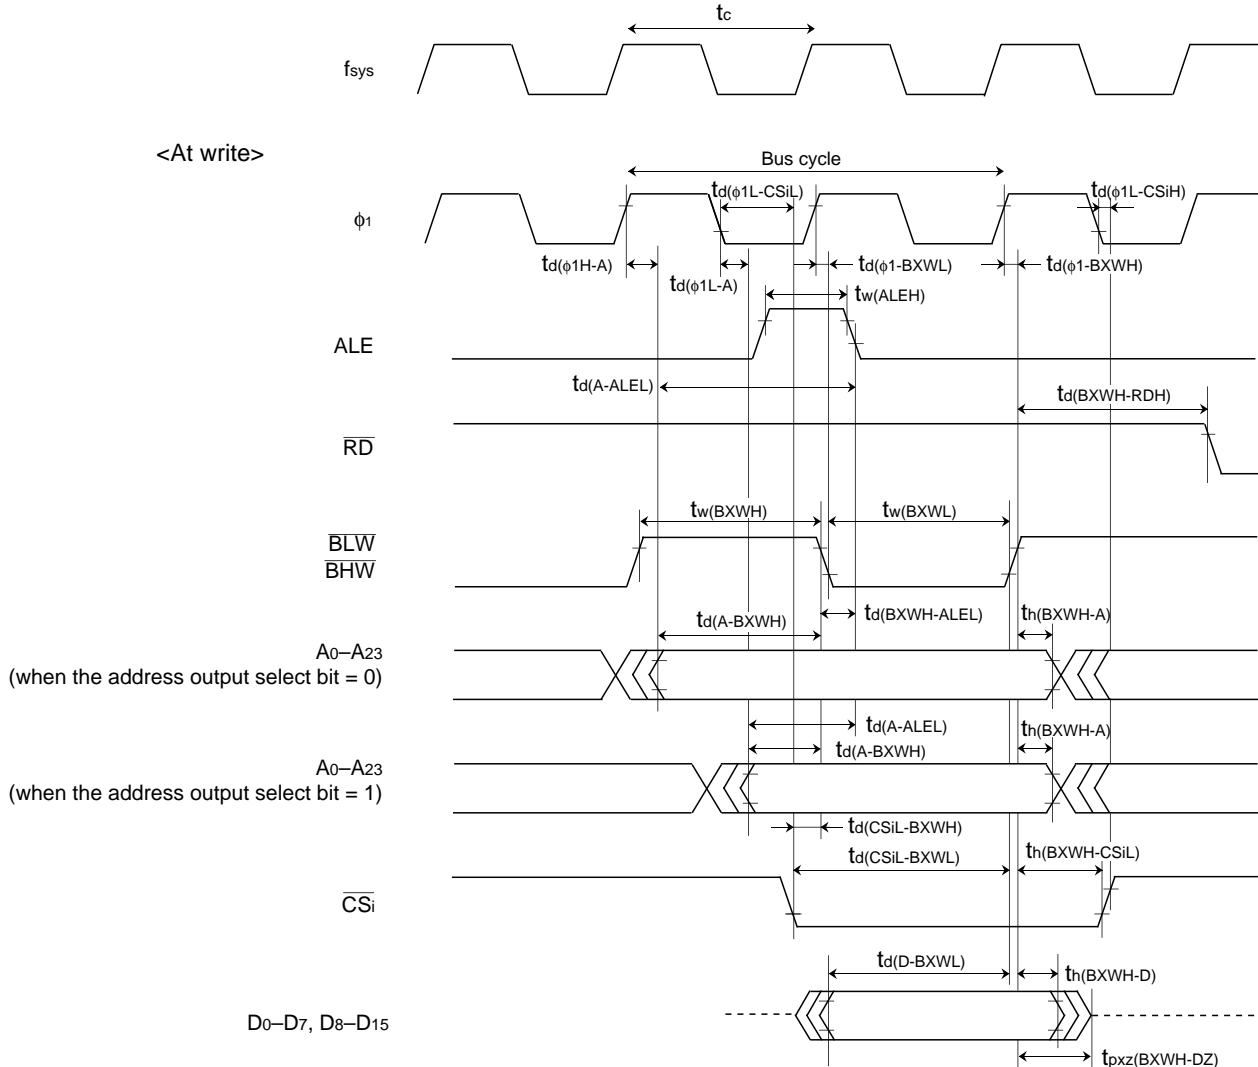 tc
fsys
<At write>
Bus cycle
td(ϕ1L-CSiL)
td(ϕ1L-CSiH)
ϕ1
td(ϕ1H-A)
td(ϕ1-BXWL)
td(ϕ1-BXWH)
td(ϕ1L-A)
tw(ALEH)
ALE
td(A-ALEL)
td(BXWH-RDH)
RD
tw(BXWH)
tw(BXWL)
BLW
BHW
td(A-BXWH)
td(BXWH-ALEL)
th(BXWH-A)
A0–A23
(when the address output select bit = 0)
td(A-ALEL)
th(BXWH-A)
td(A-BXWH)
A0–A23
(when the address output select bit = 1)
td(CSiL-BXWH)
td(CSiL-BXWL)
th(BXWH-CSiL)
CSi
td(D-BXWL)
th(BXWH-D)
D0–D7, D8–D15
tpxz(BXWH-DZ)